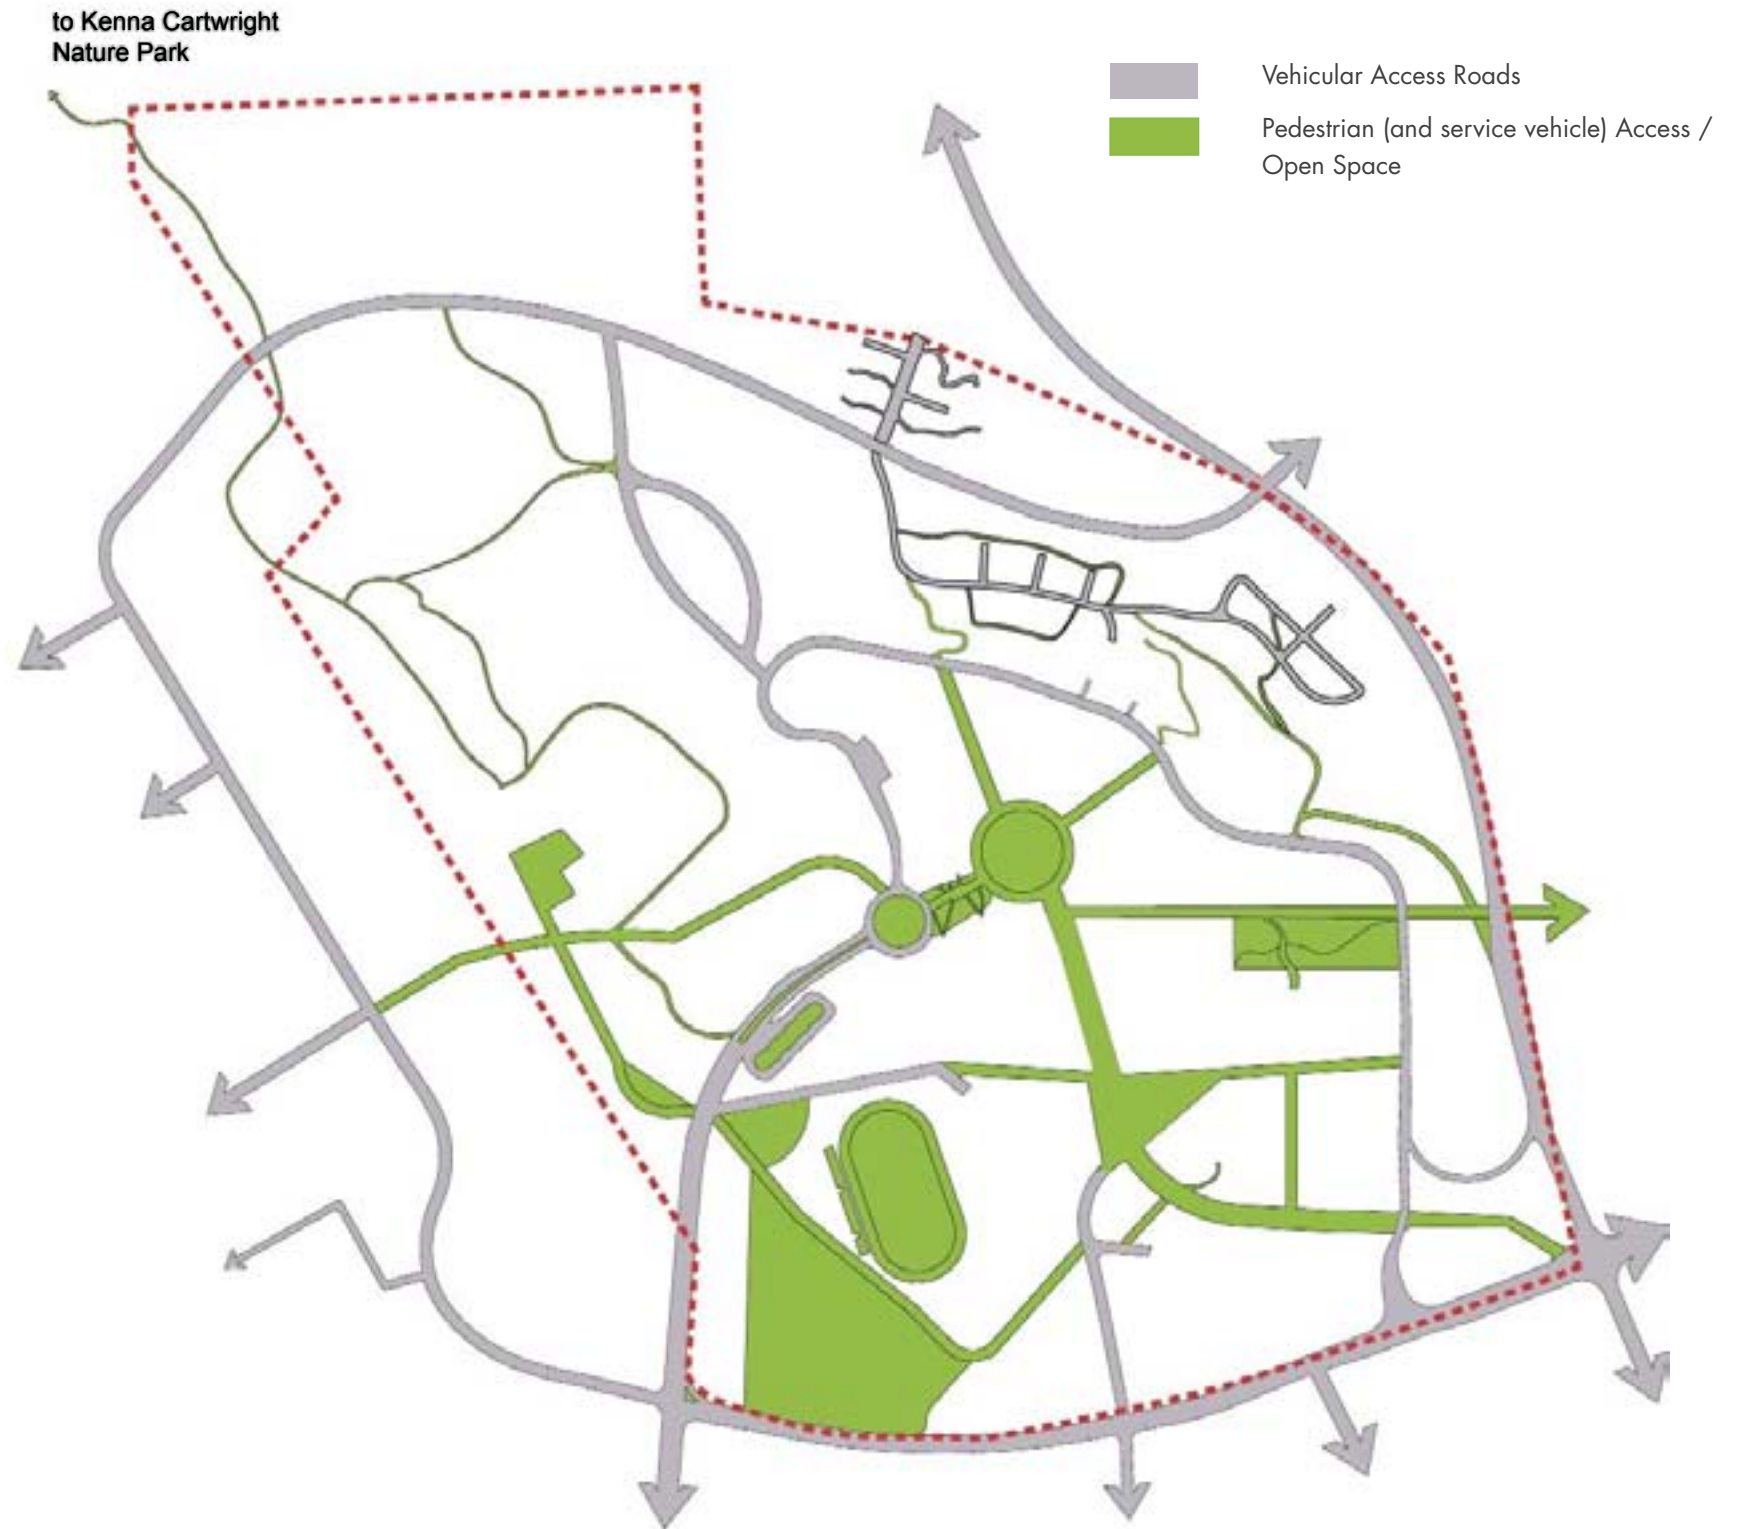 to Kenna Cartwright
Nature Park
Vehicular Access Roads
Pedestrian (and service vehicle) Access /
Open Space